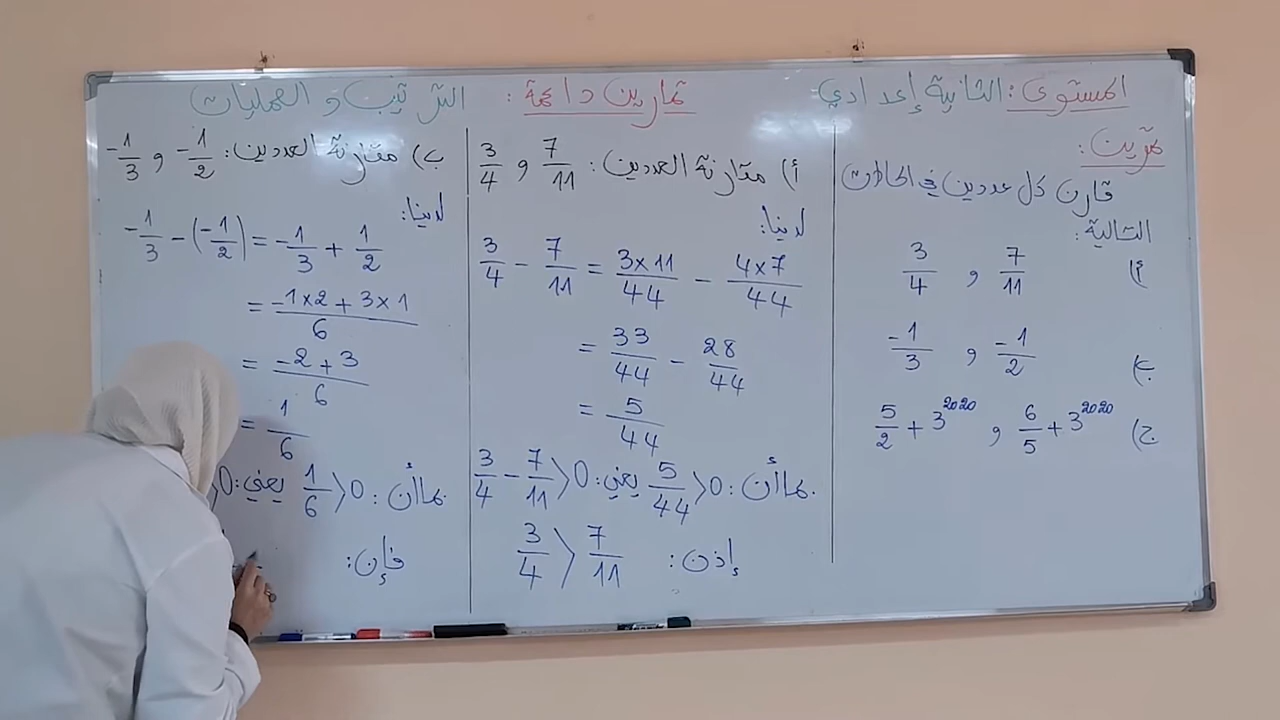 المستوى: الثانية إعدادي
تمارين داعمة: الترتيب و العمليات
تمرين:
قارن كل عددين في الحالات
التالية:
أ) 7/11 , 3/4
ب) -1/2 , -1/3
ج) 6/5 + 3^2020 , 5/2 + 3^2020
أ) مقارنة العددين: 7/11 و 3/4
لدينا:
3/4 - 7/11 = 3×11/44 - 4×7/44
= 33/44 - 28/44
= 5/44
بما أن: 5/44 > 0 يعني: 3/4 - 7/11 > 0
إذن: 3/4 > 7/11
ب) مقارنة العددين: -1/2 و -1/3
لدينا:
-1/3 - (-1/2) = -1/3 + 1/2
= -1×2 + 3×1/6
= -2+3/6
= 1/6
بما أن: 1/6 > 0 يعني: > 0
فإن: